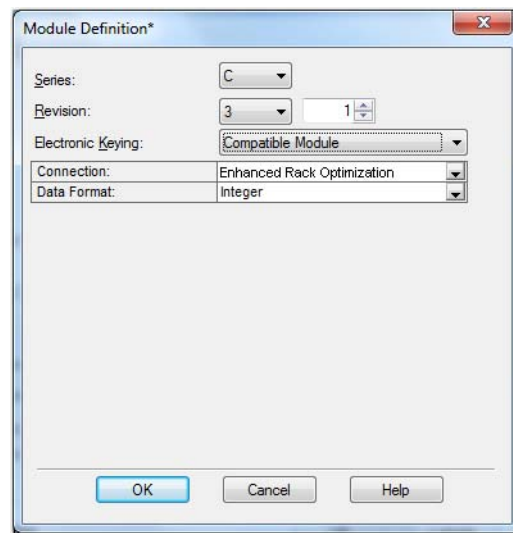 Module Definition*
Series: C
Revision: 3 1
Electronic Keying: Compatible Module
Connection: Enhanced Rack Optimization
Data Format: Integer
OK Cancel Help